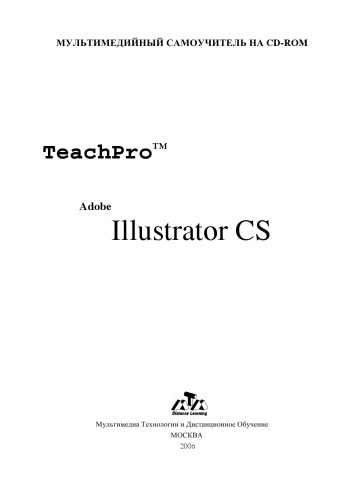 МУЛЬТИМЕДИЙНЫЙ САМОУЧИТЕЛЬ НА CD-ROM
TeachPro™
Adobe
Illustrator CS
Distance Learning
Мультимедиа Технологии и Дистанционное Обучение
МОСКВА
2006